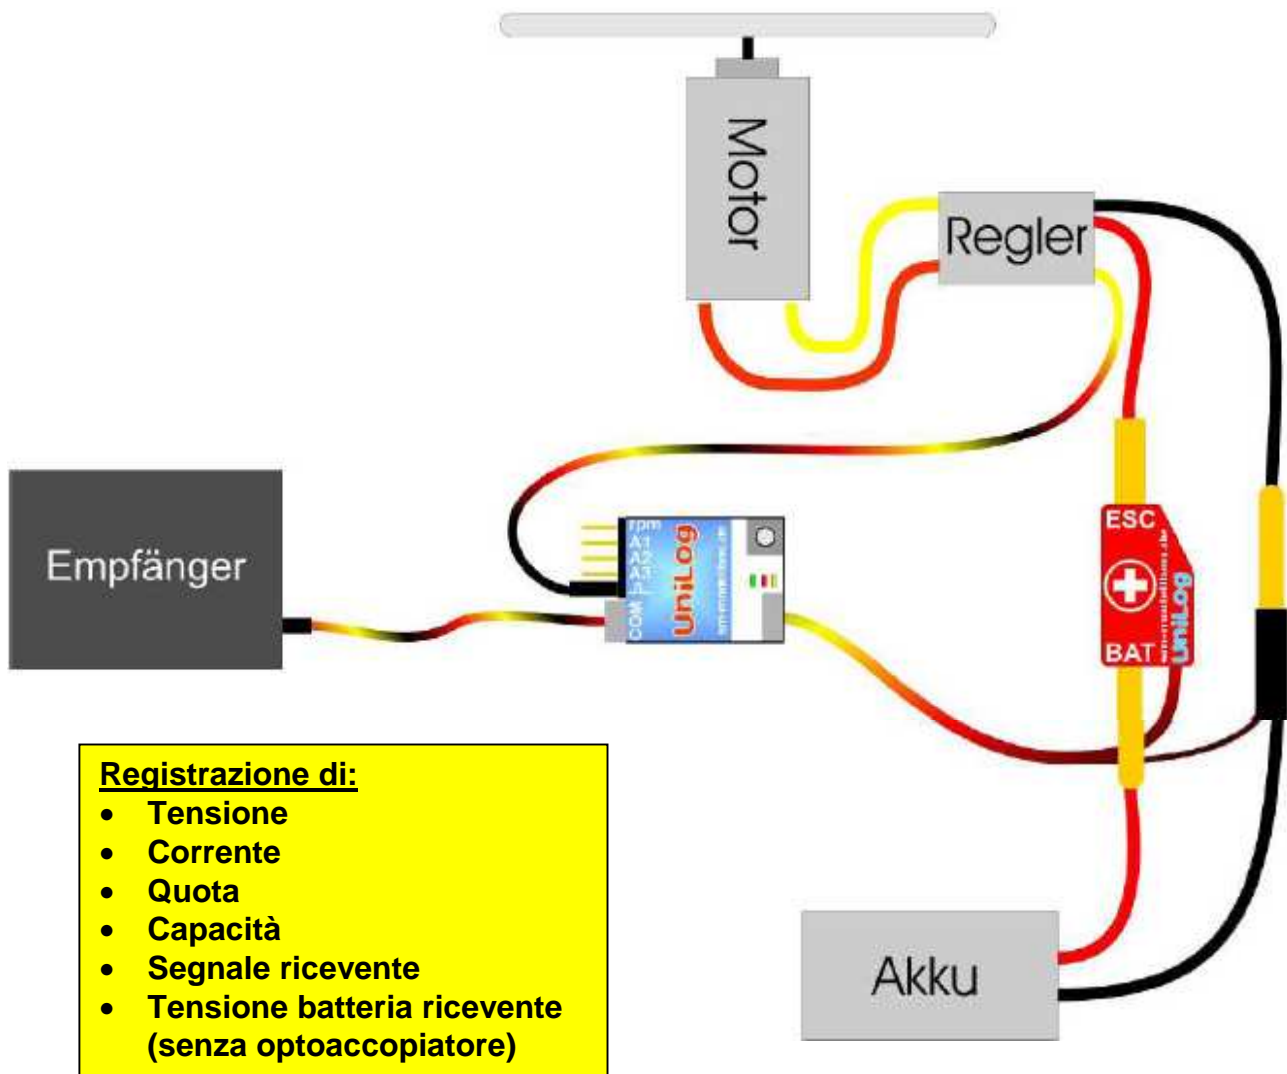 Motor
Regler
Empfänger
rpm
A1
A2
A3
COM
UniLog
ESC
BAT
UniLog
Registrazione di:
• Tensione
• Corrente
• Quota
• Capacità
• Segnale ricevente
• Tensione batteria ricevente
(senza optoaccopiatore)
Akku